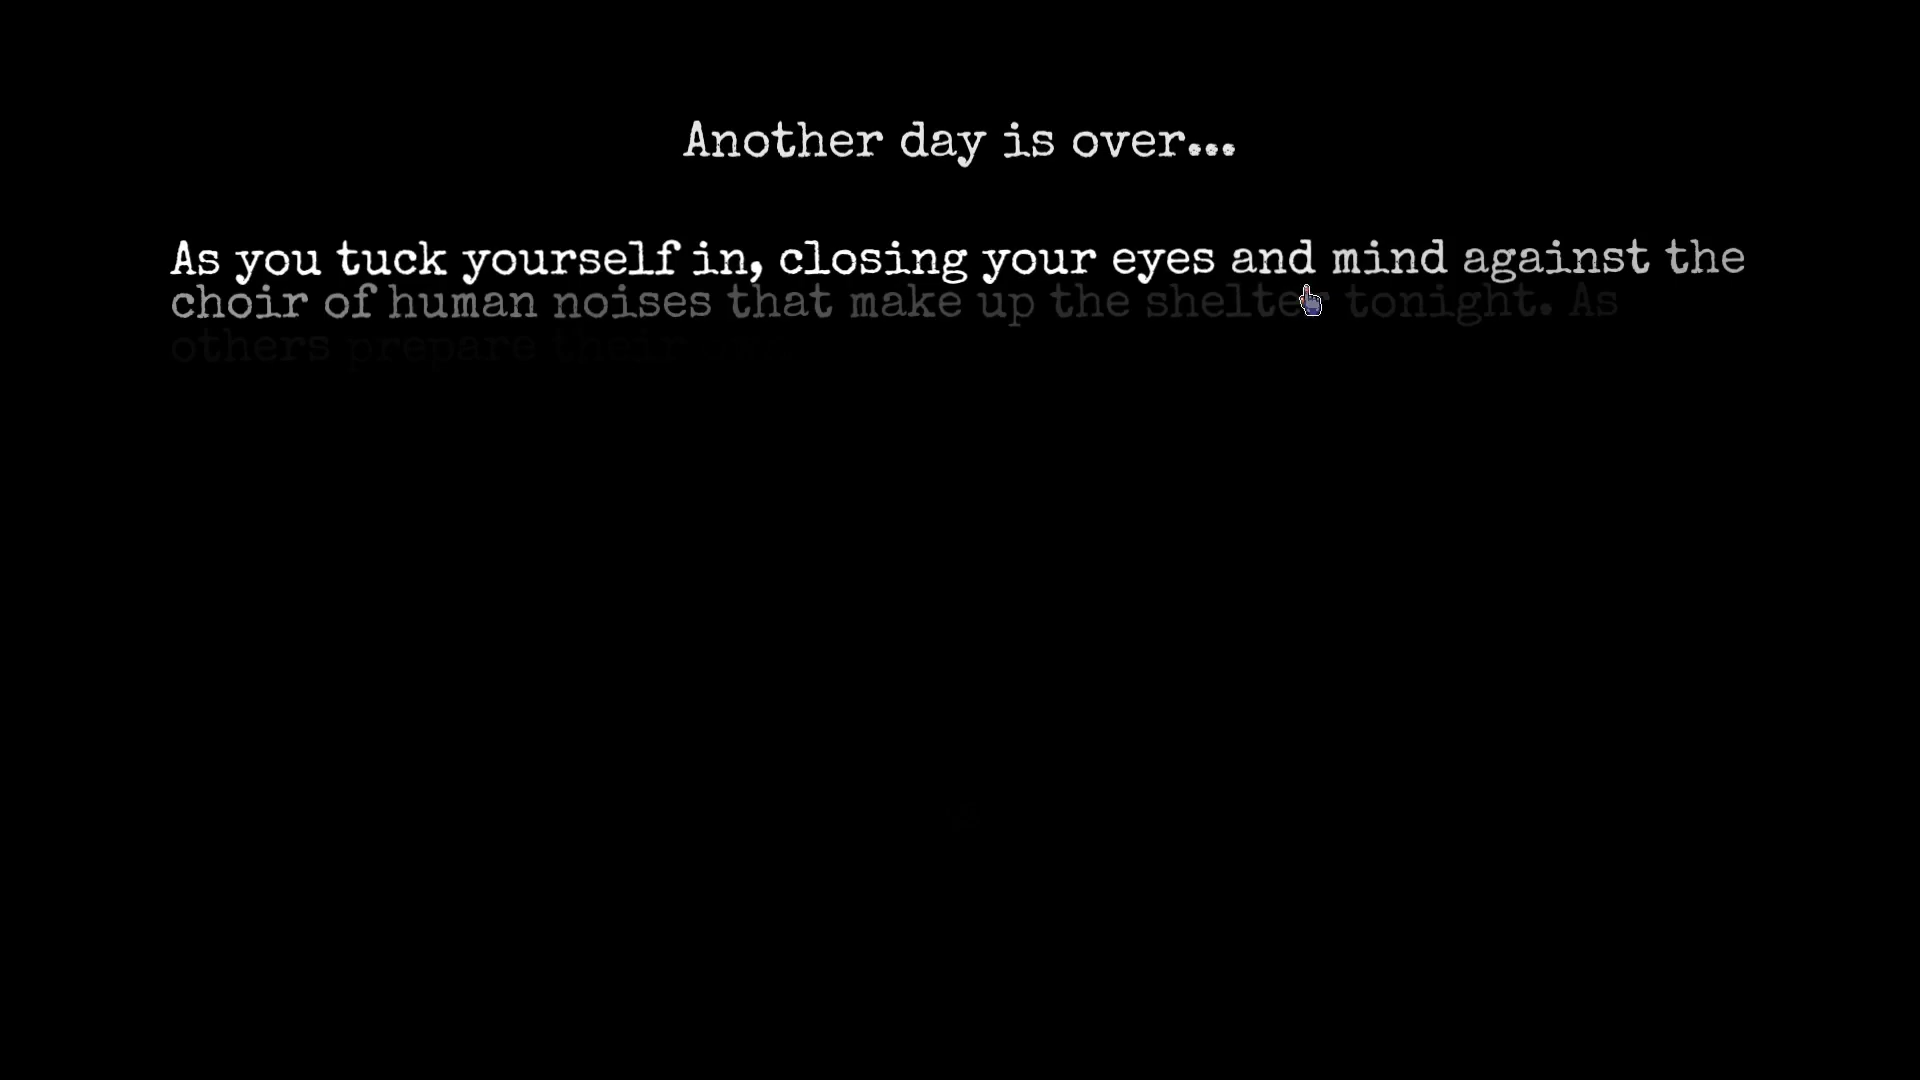 Another day is over...
As you tuck yourself in, closing your eyes and mind against the
choir of human noises that make up the shelter tonight. As
others prepare their